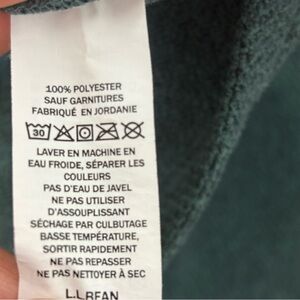 100% POLYESTER
SAUF GARNITURES
FABRIQUÉ EN JORDANIE
30
LAVER EN MACHINE EN
EAU FROIDE, SÉPARER LES
COULEURS
PAS D'EAU DE JAVEL
NE PAS UTILISER
D'ASSOUPLISSANT
SÉCHAGE PAR CULBUTAGE
BASSE TEMPÉRATURE,
SORTIR RAPIDEMENT
NE PAS REPASSER
NE PAS NETTOYER À SEC
L.L.BEAN